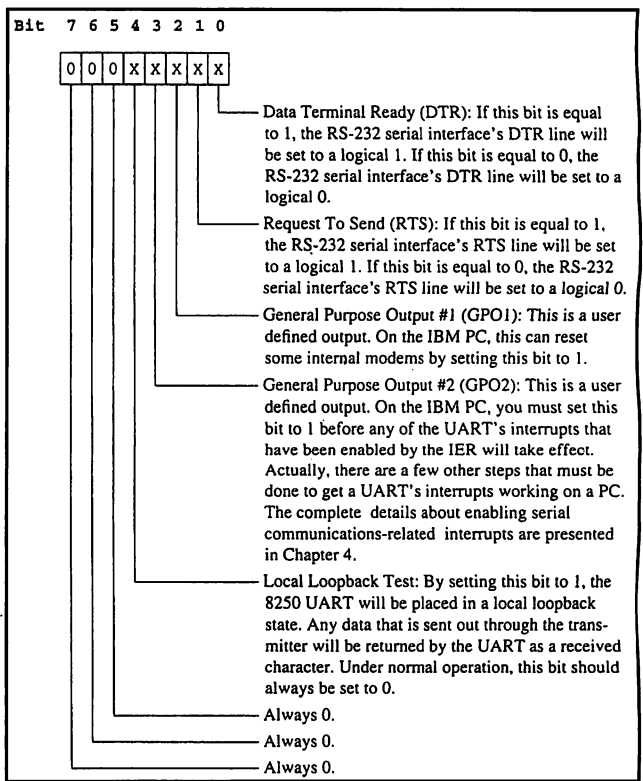 Bit 7 6 5 4 3 2 1 0
0 0 0 X X X X X
Data Terminal Ready (DTR): If this bit is equal
to 1, the RS-232 serial interface's DTR line will
be set to a logical 1. If this bit is equal to 0, the
RS-232 serial interface's DTR line will be set to a
logical 0.
Request To Send (RTS): If this bit is equal to 1,
the RS-232 serial interface's RTS line will be set
to a logical 1. If this bit is equal to 0, the RS-232
serial interface's RTS line will be set to a logical 0.
General Purpose Output #1 (GPO1): This is a user
defined output. On the IBM PC, this can reset
some internal modems by setting this bit to 1.
General Purpose Output #2 (GPO2): This is a user
defined output. On the IBM PC, you must set this
bit to 1 before any of the UART's interrupts that
have been enabled by the IER will take effect.
Actually, there are a few other steps that must be
done to get a UART's interrupts working on a PC.
The complete details about enabling serial
communications-related interrupts are presented
in Chapter 4.
Local Loopback Test: By setting this bit to 1, the
8250 UART will be placed in a local loopback
state. Any data that is sent out through the trans-
mitter will be returned by the UART as a received
character. Under normal operation, this bit should
always be set to 0.
Always 0.
Always 0.
Always 0.